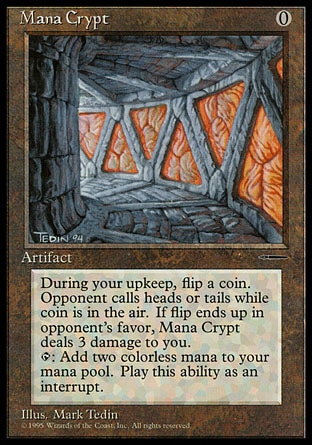 Mana Crypt 0
TEDIN 94
Artifact
During your upkeep, flip a coin.
Opponent calls heads or tails while
coin is in the air. If flip ends up in
opponent's favor, Mana Crypt
deals 3 damage to you.
: Add two colorless mana to your
mana pool. Play this ability as an
interrupt.
Illus. Mark Tedin
© 1995 Wizards of the Coast, Inc. All rights reserved.